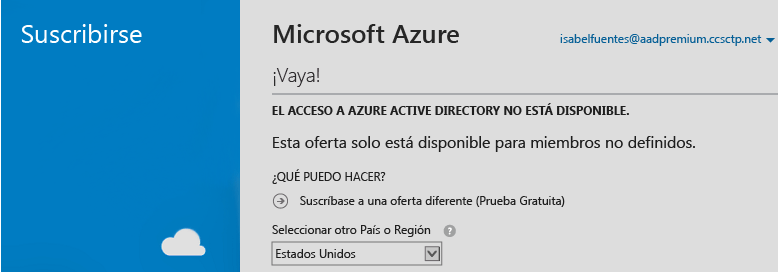 Suscribirse
Microsoft Azure
isabelfuentes@aadpremium.ccsctp.net
¡Vaya!
EL ACCESO A AZURE ACTIVE DIRECTORY NO ESTÁ DISPONIBLE.
Esta oferta solo está disponible para miembros no definidos.
¿QUÉ PUEDO HACER?
Suscríbase a una oferta diferente (Prueba Gratuita)
Seleccionar otro País o Región ?
Estados Unidos